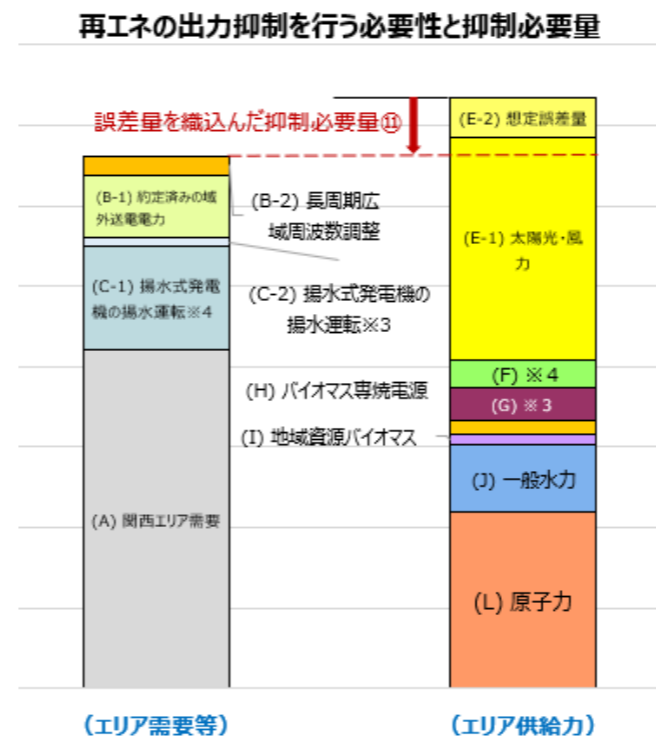 再エネの出力抑制を行う必要性と抑制必要量
誤差量を織込んだ抑制必要量⑪
(B-1) 約定済みの域
外送電電力
(B-2) 長周期広
域周波数調整
(C-1) 揚水式発電
機の揚水運転※4
(C-2) 揚水式発電機の
揚水運転※3
(A) 関西エリア需要
(E-2) 想定誤差量
(E-1) 太陽光・風
力
(F) ※4
(G) ※3
(H) バイオマス専焼電源
(I) 地域資源バイオマス
(J) 一般水力
(L) 原子力
(エリア需要等)
(エリア供給力)